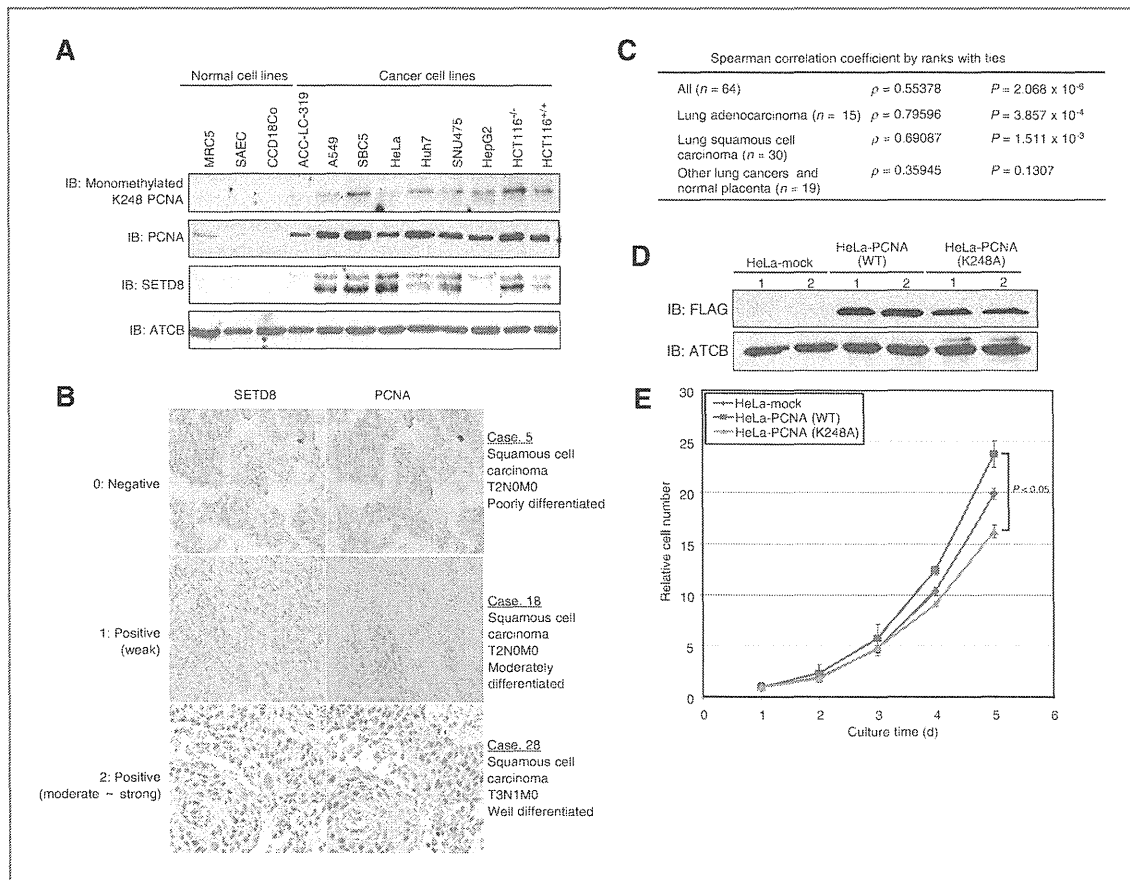 A
Normal cell lines
Cancer cell lines
MRC5
SAEC
CCD18Co
ACC-LC-319
A549
SBC5
HeLa
Huh7
SNU475
HepG2
HCT116-/-
HCT116+/+
IB: Monomethylated
K248 PCNA
IB: PCNA
IB: SETD8
IB: ATCB
B
SETD8
PCNA
0: Negative
Case. 5
Squamous cell
carcinoma
T2N0M0
Poorly differentiated
1: Positive
(weak)
Case. 18
Squamous cell
carcinoma
T2N0M0
Moderately
differentiated
2: Positive
(moderate ~ strong)
Case. 28
Squamous cell
carcinoma
T3N1M0
Well differentiated
C
Spearman correlation coefficient by ranks with ties
All (n = 64) ρ = 0.55378 P = 2.068 x 10-6
Lung adenocarcinoma (n = 15) ρ = 0.79596 P = 3.857 x 10-4
Lung squamous cell
carcinoma (n = 30) ρ = 0.69087 P = 1.511 x 10-3
Other lung cancers and
normal placenta (n = 19) ρ = 0.35945 P = 0.1307
D
HeLa-mock
HeLa-PCNA
(WT)
HeLa-PCNA
(K248A)
1 2 1 2 1 2
IB: FLAG
IB: ATCB
E
HeLa-mock
HeLa-PCNA (WT)
HeLa-PCNA (K248A)
P < 0.05
Relative cell number
30
25
20
15
10
5
0
0 1 2 3 4 5 6
Culture time (d)